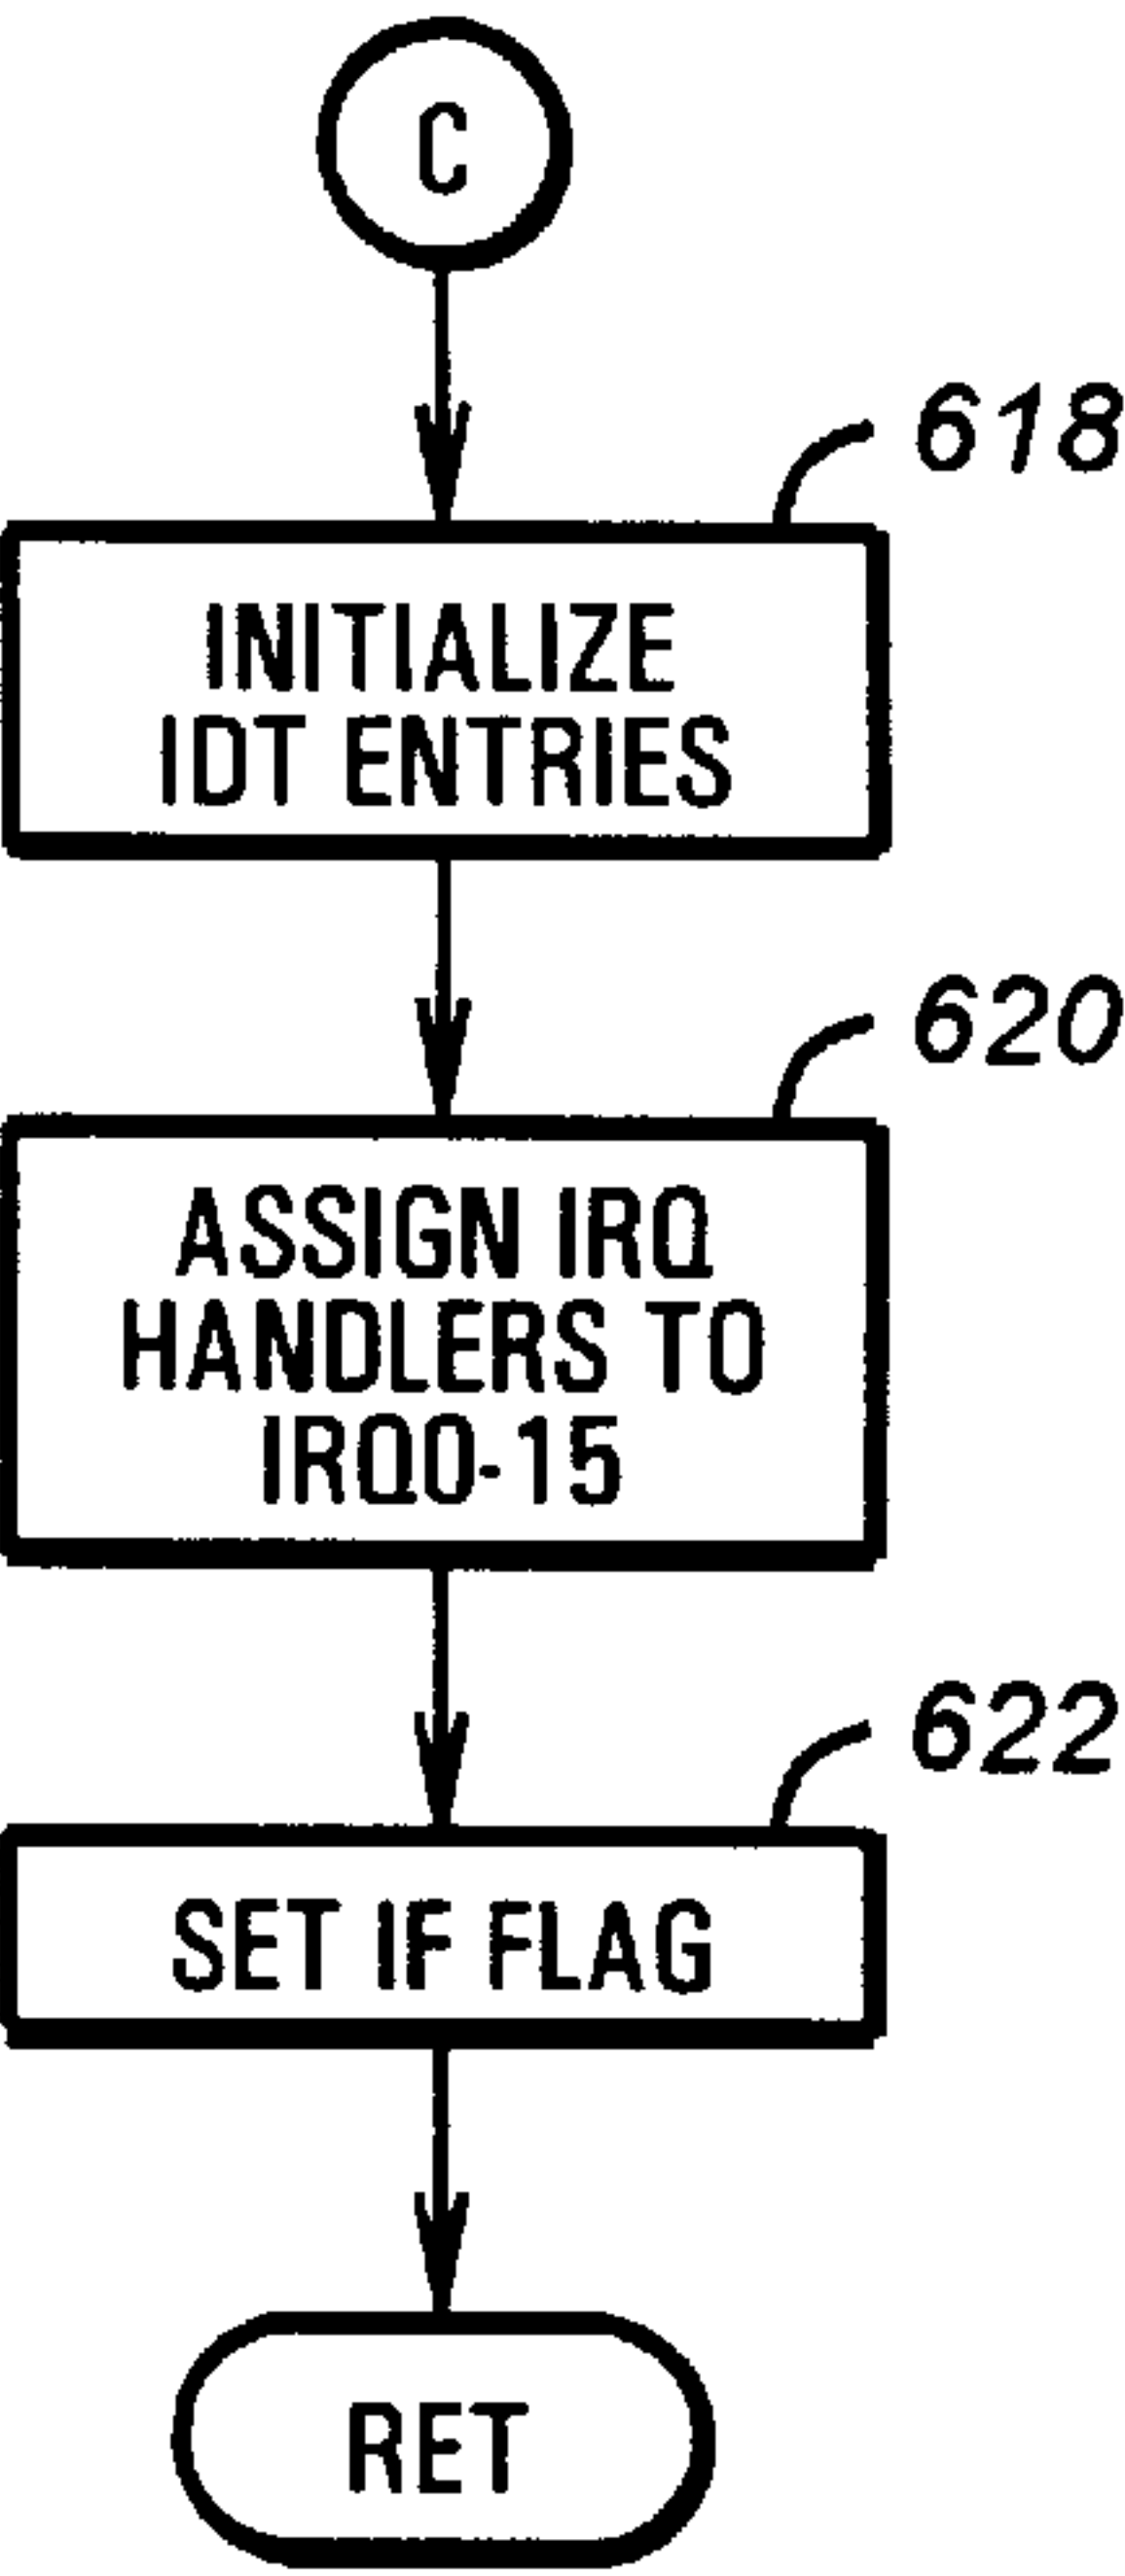 C
618
INITIALIZE
IDT ENTRIES
620
ASSIGN IRQ
HANDLERS TO
IRQ0-15
622
SET IF FLAG
RET